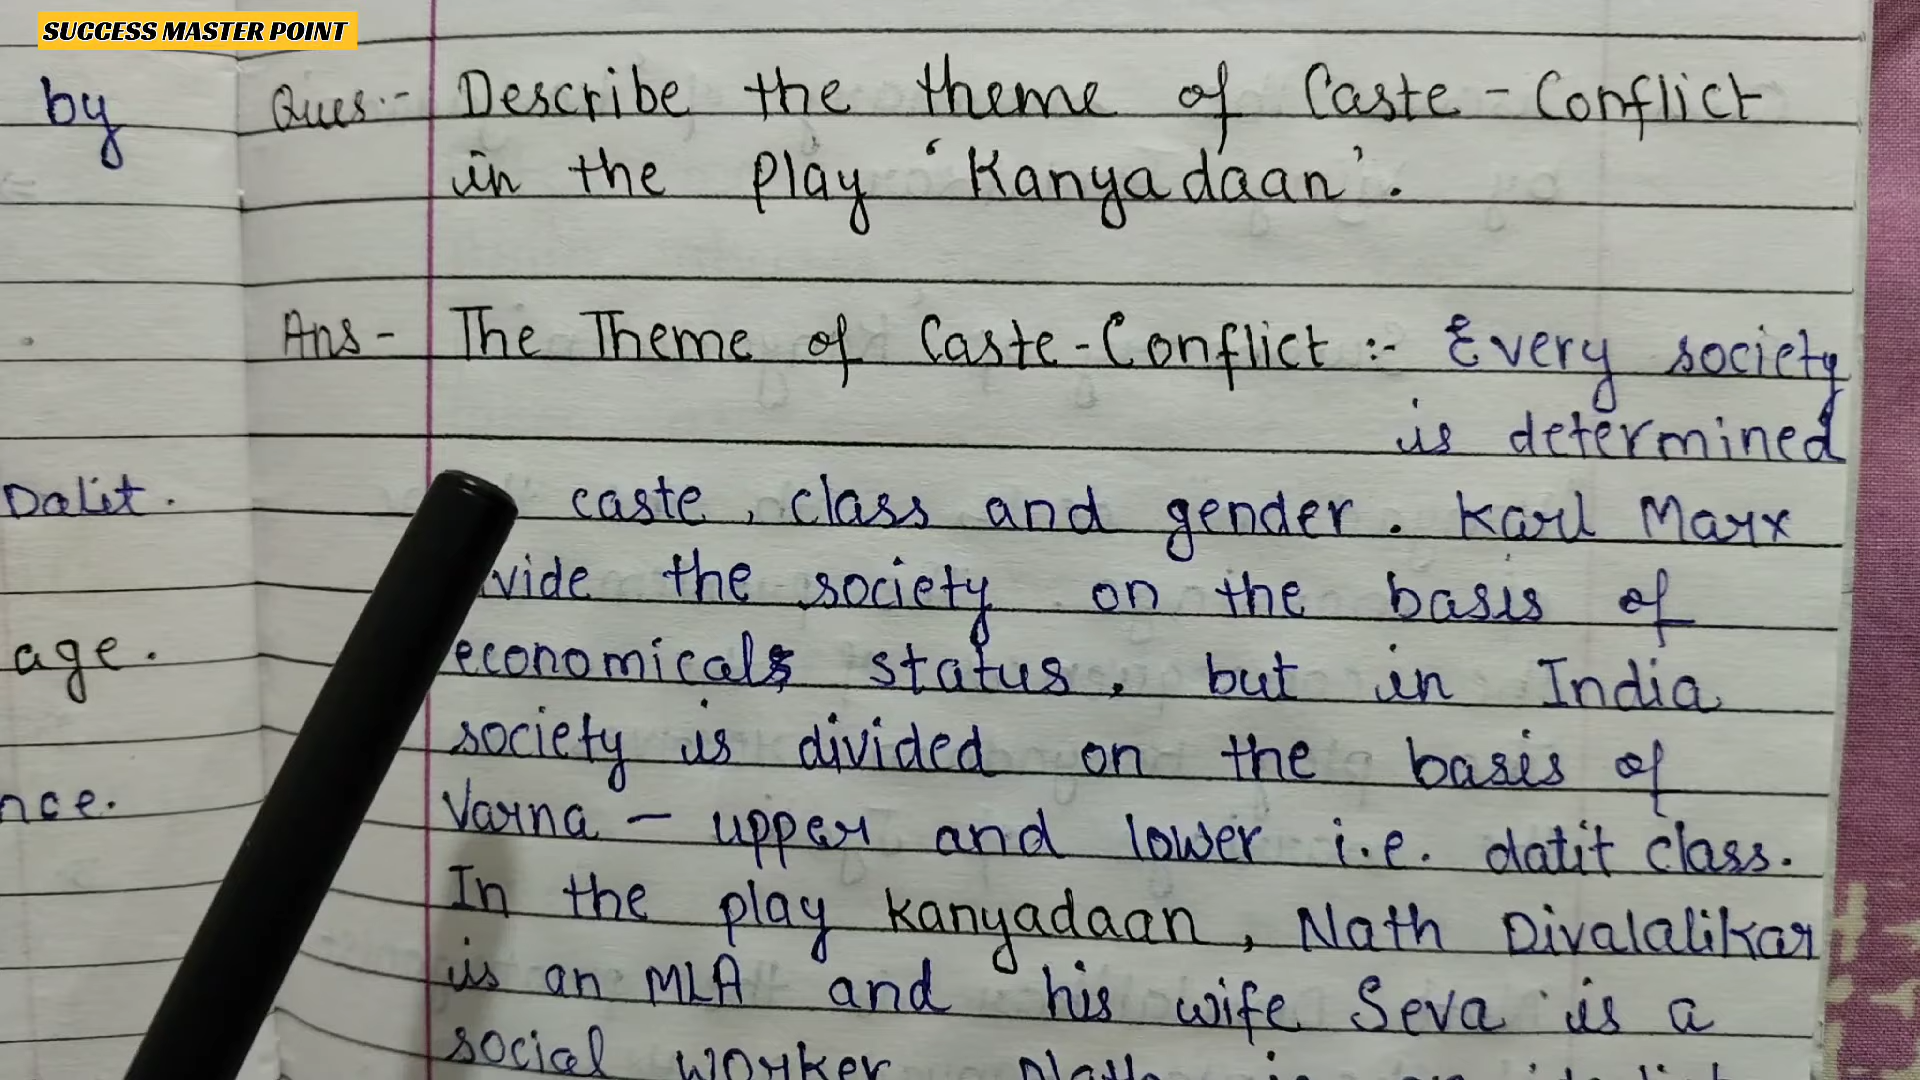 SUCCESS MASTER POINT
by
Dalit.
age.
nce.
Ques:- Describe the theme of Caste-Conflict
in the Play 'Kanyadaan'.
Ans- The Theme of Caste-Conflict :- Every society
is determined
caste, class and gender. Karl Marx
vide the society on the basis of
economical status, but in India
society is divided on the basis of
Varna - upper and lower i.e. datit class.
In the play kanyadaan, Nath Divalalikar
is an MLA and his wife Seva is a
social worker